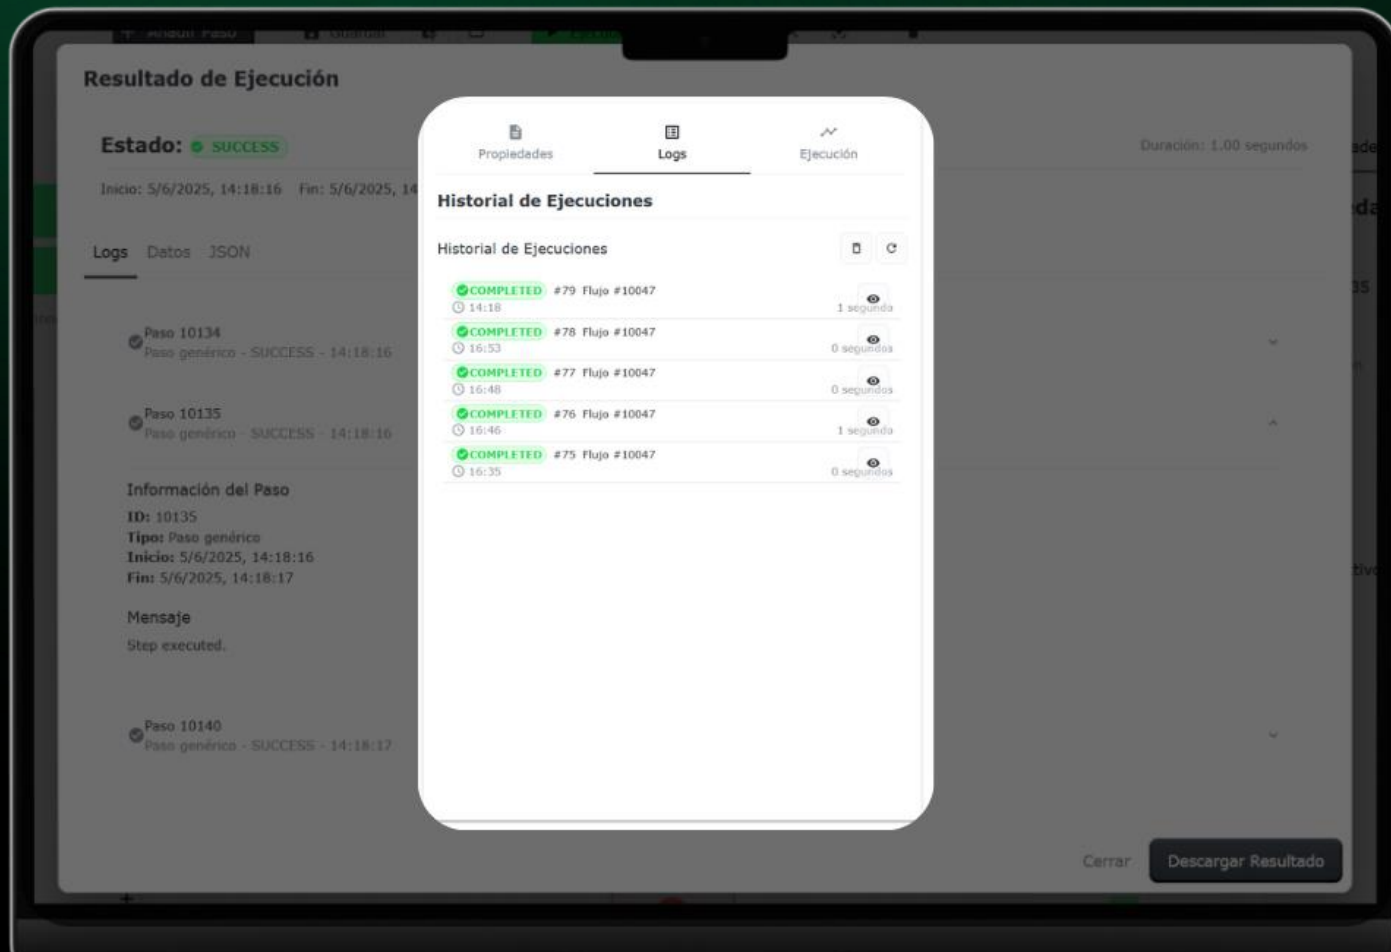 Añadir Paso Guardar
Resultado de Ejecución
Estado: SUCCESS
Duración: 1.00 segundos
Inicio: 5/6/2025, 14:18:16 Fin: 5/6/2025, 14
Logs Datos JSON
Paso 10134
Paso genérico - SUCCESS - 14:18:16
Paso 10135
Paso genérico - SUCCESS - 14:18:16
Información del Paso
ID: 10135
Tipo: Paso genérico
Inicio: 5/6/2025, 14:18:16
Fin: 5/6/2025, 14:18:17
Mensaje
Step executed.
Paso 10140
Paso genérico - SUCCESS - 14:18:17
Cerrar Descargar Resultado
Propiedades Logs Ejecución
Historial de Ejecuciones
Historial de Ejecuciones
COMPLETED #79 Flujo #10047
14:18 1 segundo
COMPLETED #78 Flujo #10047
16:53 0 segundos
COMPLETED #77 Flujo #10047
16:48 0 segundos
COMPLETED #76 Flujo #10047
16:46 1 segundo
COMPLETED #75 Flujo #10047
16:35 0 segundos